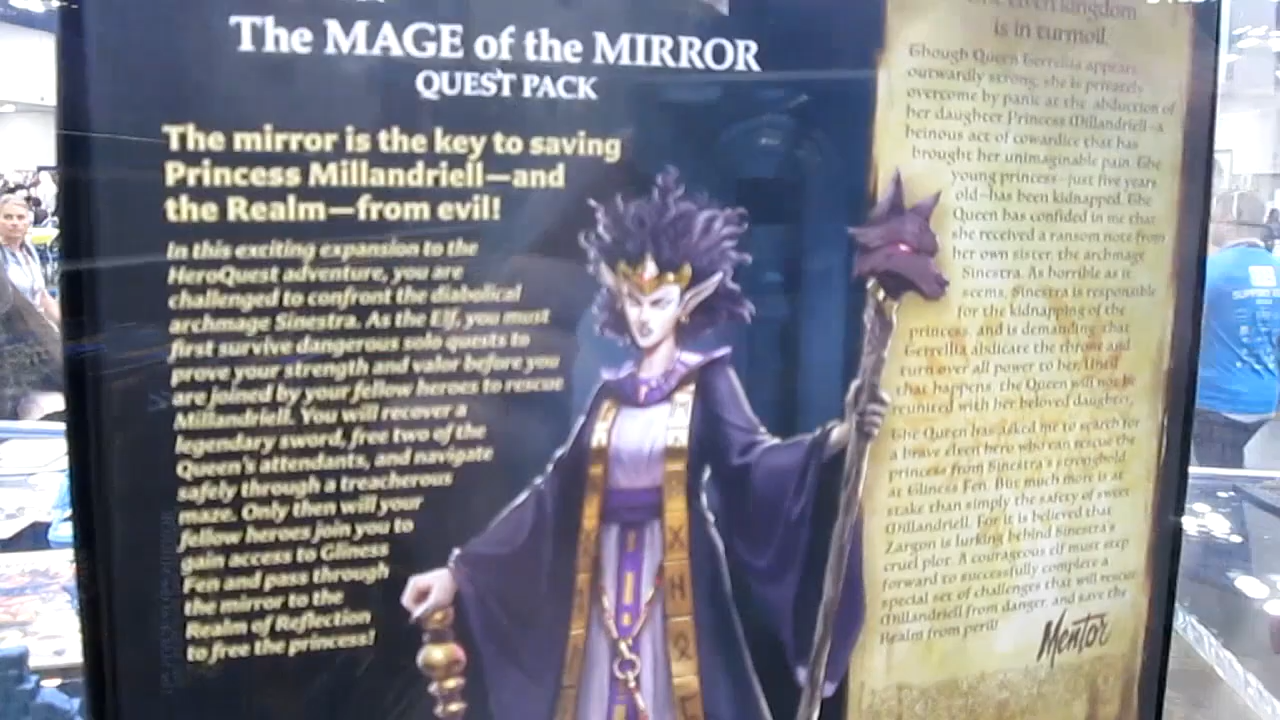 The MAGE of the MIRROR
QUEST PACK
The mirror is the key to saving
Princess Millandriell—and
the Realm—from evil!
In this exciting expansion to the
HeroQuest adventure, you are
challenged to confront the diabolical
archmage Sinestra. As the Elf, you must
first survive dangerous solo quests to
prove your strength and valor before you
are joined by your fellow heroes to rescue
Millandriell. You will recover a
legendary sword, free two of the
Queen's attendants, and navigate
safely through a treacherous
maze. Only then will your
fellow heroes join you to
gain access to Gliness
Fen and pass through
the mirror to the
Realm of Reflection
to free the princess!
kingdom
is in turmoil.
Though Queen Terrellia appears
outwardly strong, she is privately
overcome by panic at the abduction of
her daughter Princess Millandriell—a
heinous act of cowardice that has
brought her unimaginable pain. The
young princess—just five years
old—has been kidnapped. The
Queen has confided in me that
she received a ransom note from
her own sister, the archmage
Sinestra. As horrible as it
seems, Sinestra is responsible
for the kidnapping of the
princess, and is demanding that
Terrellia abdicate the throne and
turn over all power to her. Until
that happens, the Queen will not be
reunited with her beloved daughter.
The Queen has asked me to search for
a brave elven hero who can rescue the
princess from Sinestra's stronghold
at Gliness Fen. But much more is at
stake than simply the safety of sweet
Millandriell. For it is believed that
Zargon is lurking behind Sinestra's
cruel plot. A courageous elf must step
forward to successfully complete a
special set of challenges that will rescue
Millandriell from danger, and save the
Realm from peril!
Mentor
SUPPORT